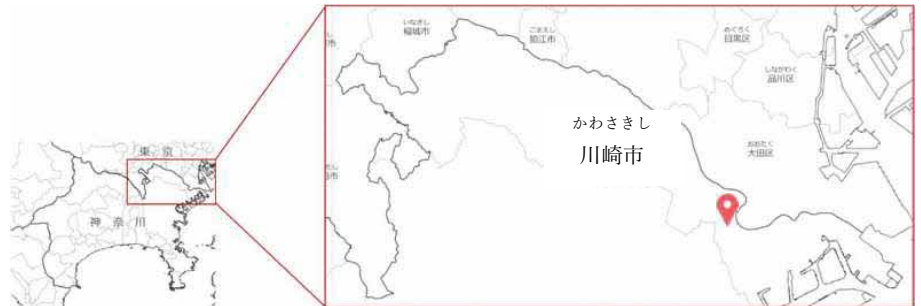 東京
神奈川
いなぎし
稲城市
こまえし
狛江市
めぐろく
目黒区
しながわく
品川区
かわさきし
川崎市
おおたく
大田区